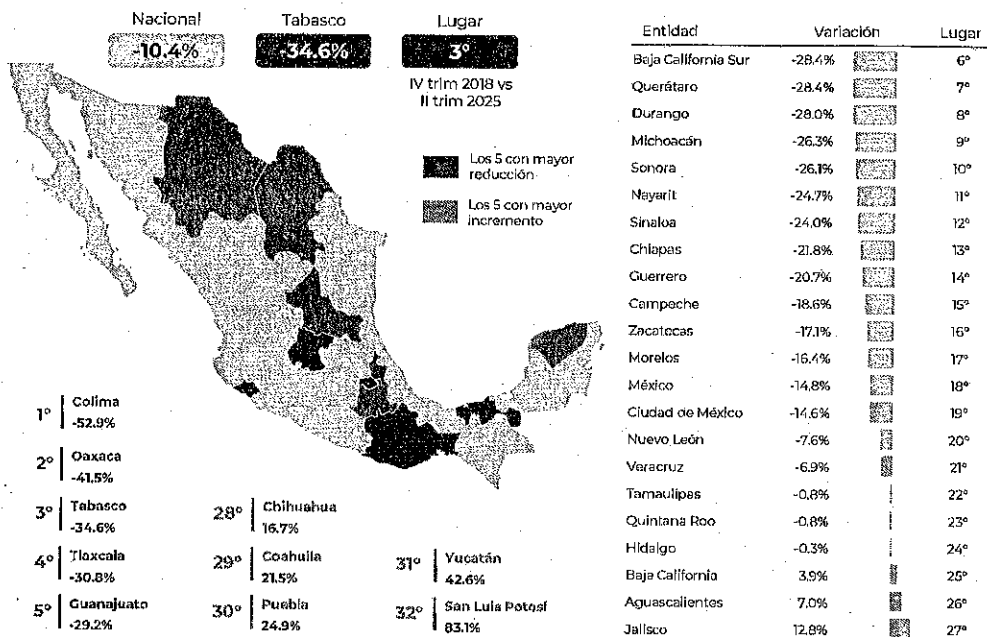 Nacional Tabasco Lugar
-10.4% -34.6% 3°
IV trim 2018 vs
II trim 2025
Los 5 con mayor
reducción
Los 5 con mayor
incremento
1° Colima
-52.9%
2° Oaxaca
-41.5%
3° Tabasco
-34.6%
4° Tlaxcala
-30.8%
5° Guanajuato
-29.2%
28° Chihuahua
16.7%
29° Coahuila
21.5%
30° Puebla
24.9%
31° Yucatán
42.6%
32° San Luis Potosí
83.1%
Entidad Variación Lugar
Baja California Sur -28.4% 6°
Querétaro -28.4% 7°
Durango -28.0% 8°
Michoacán -26.3% 9°
Sonora -26.1% 10°
Nayarit -24.7% 11°
Sinaloa -24.0% 12°
Chiapas -21.8% 13°
Guerrero -20.7% 14°
Campeche -18.6% 15°
Zacatecas -17.1% 16°
Morelos -16.4% 17°
México -14.8% 18°
Ciudad de México -14.6% 19°
Nuevo León -7.6% 20°
Veracruz -6.9% 21°
Tamaulipas -0.8% 22°
Quintana Roo -0.8% 23°
Hidalgo -0.3% 24°
Baja California 3.9% 25°
Aguascalientes 7.0% 26°
Jalisco 12.8% 27°